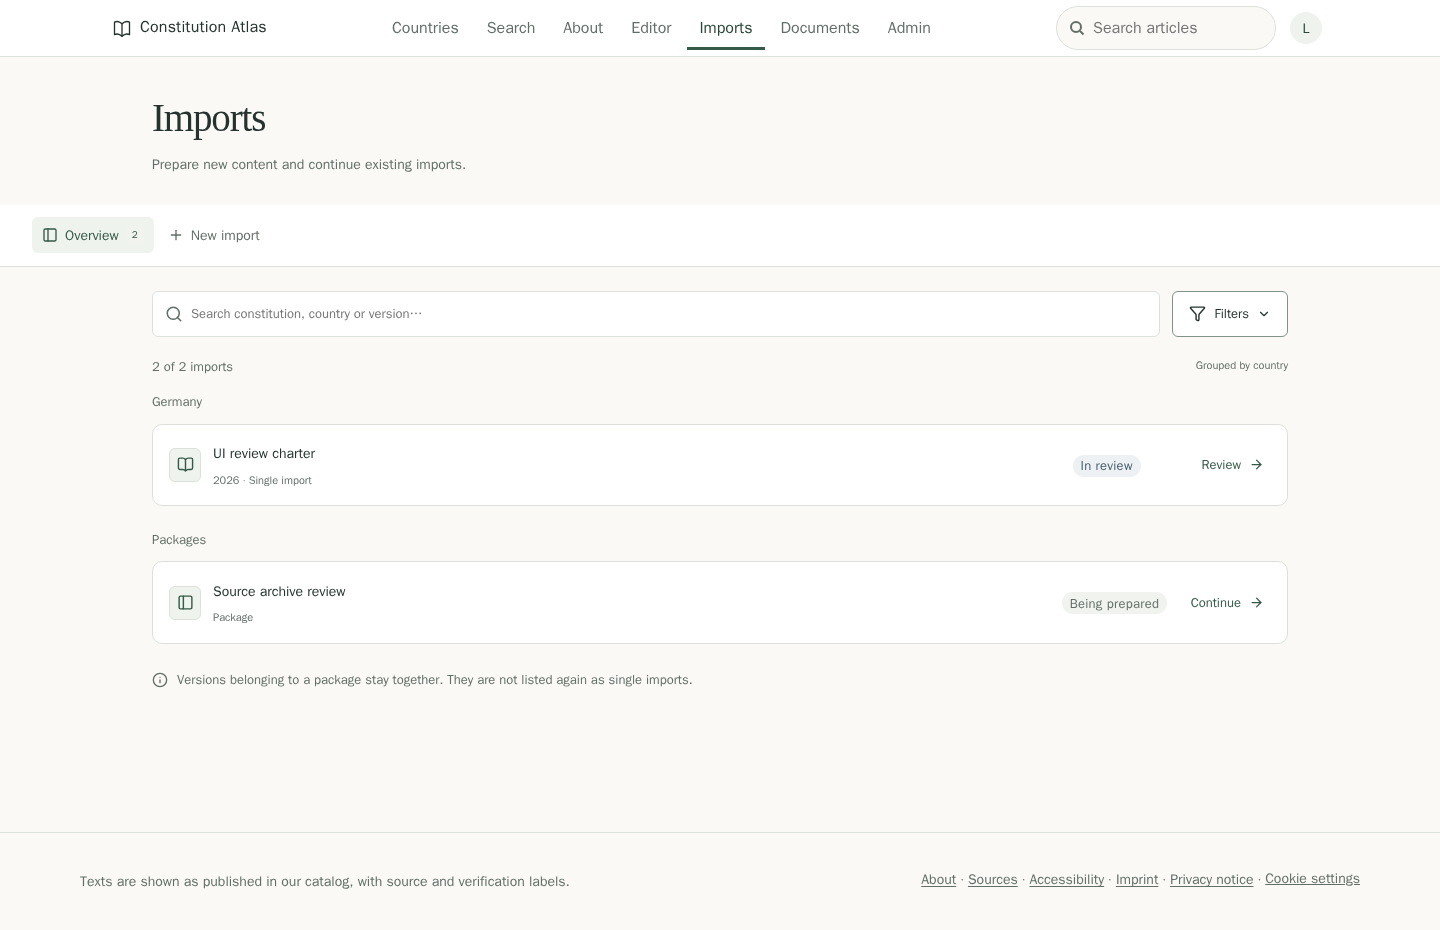 Constitution Atlas
Countries
Search
About
Editor
Imports
Documents
Admin
Search articles
L
Imports
Prepare new content and continue existing imports.
Overview 2
New import
Search constitution, country or version⋯
Filters
2 of 2 imports
Grouped by country
Germany
UI review charter
2026 · Single import
In review
Review
Packages
Source archive review
Package
Being prepared
Continue
Versions belonging to a package stay together. They are not listed again as single imports.
Texts are shown as published in our catalog, with source and verification labels.
About · Sources · Accessibility · Imprint · Privacy notice · Cookie settings